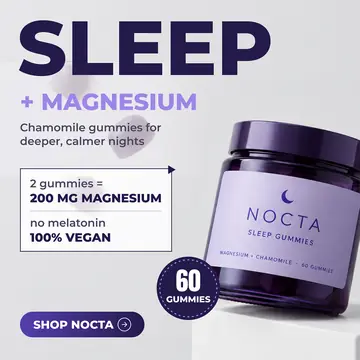 SLEEP
+ MAGNESIUM
Chamomile gummies for
deeper, calmer nights
2 gummies =
200 MG MAGNESIUM
no melatonin
100% VEGAN
NOCTA
SLEEP GUMMIES
MAGNESIUM + CHAMOMILE • 60 GUMMIES
60
GUMMIES
SHOP NOCTA